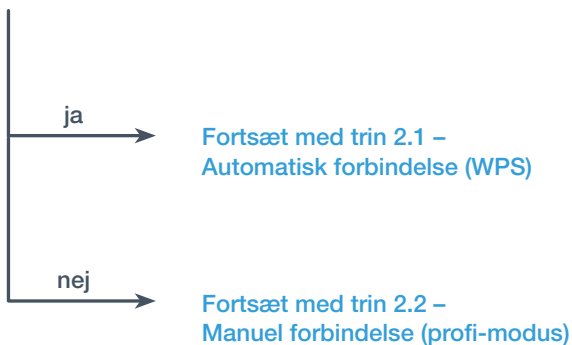 ja
Fortsæt med trin 2.1 –
Automatisk forbindelse (WPS)
nej
Fortsæt med trin 2.2 –
Manuel forbindelse (profi-modus)